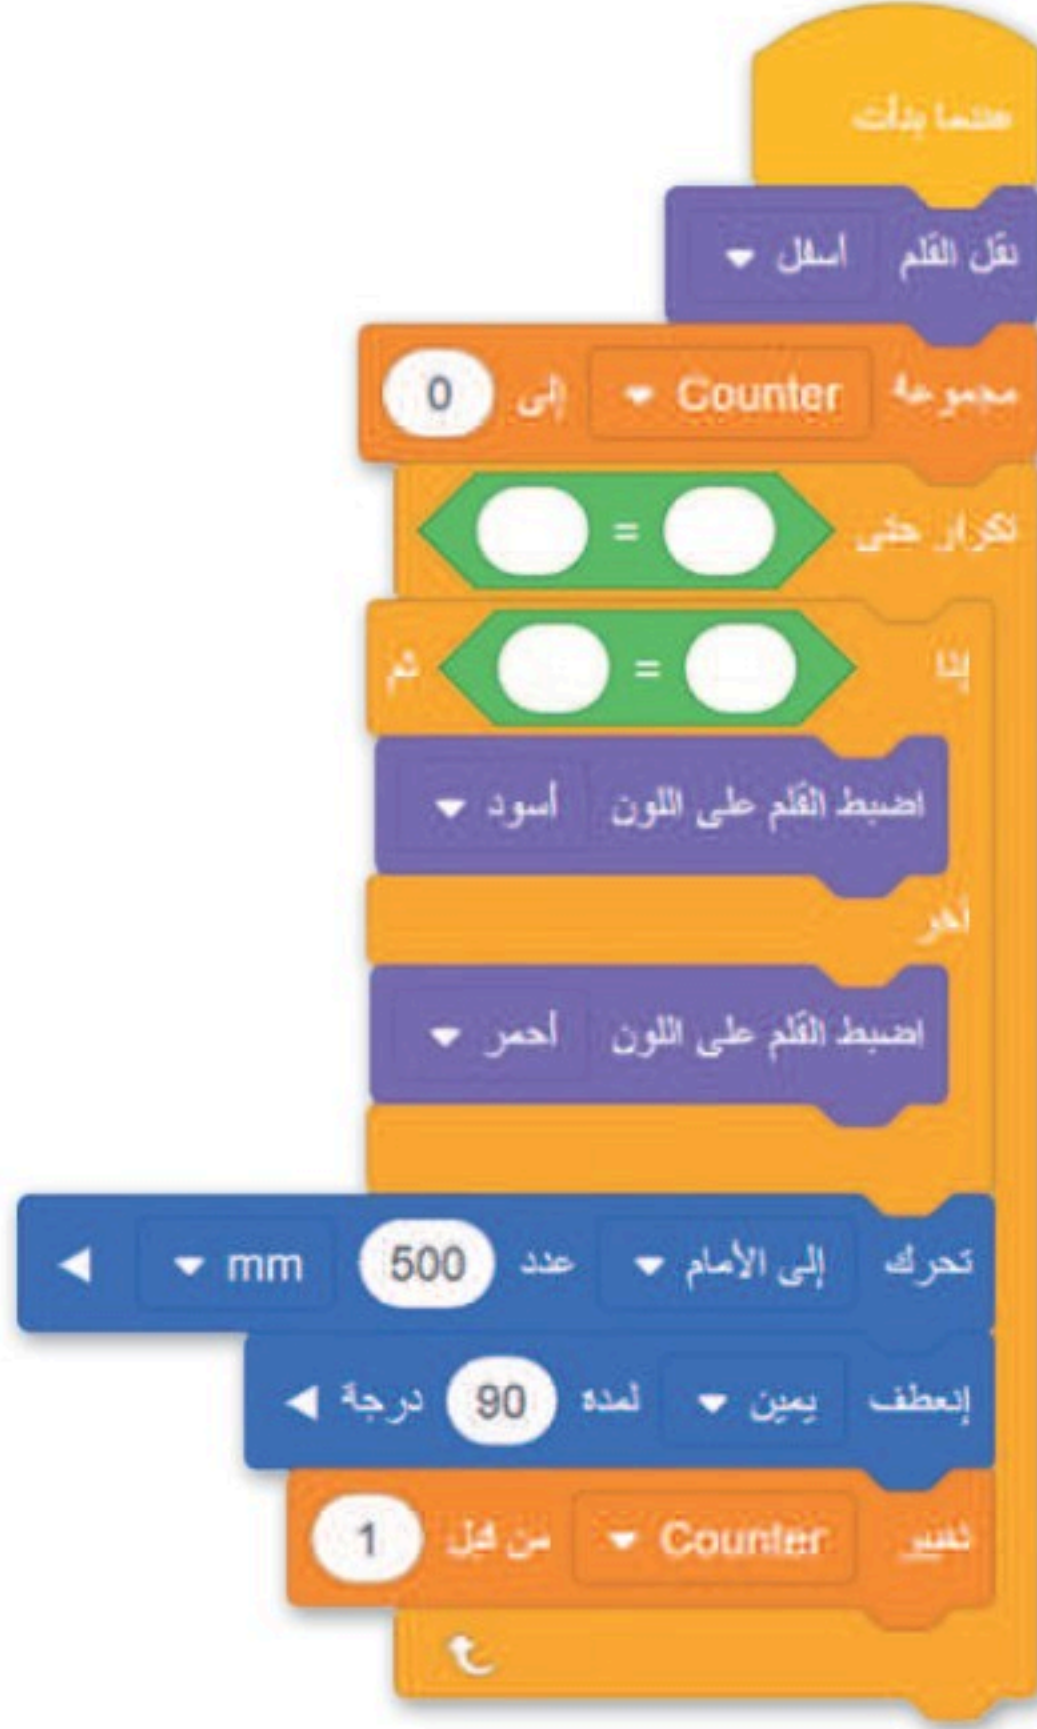 عندما بدأت
نقل القلم أسفل
مجموعة Counter إلى 0
تكرار حتى =
إذا = ثم
اضبط القلم على اللون أسود
آخر
اضبط القلم على اللون أحمر
تحرك إلى الأمام عدد 500 mm
إنعطف يمين لمده 90 درجة
تغيير Counter من قبل 1